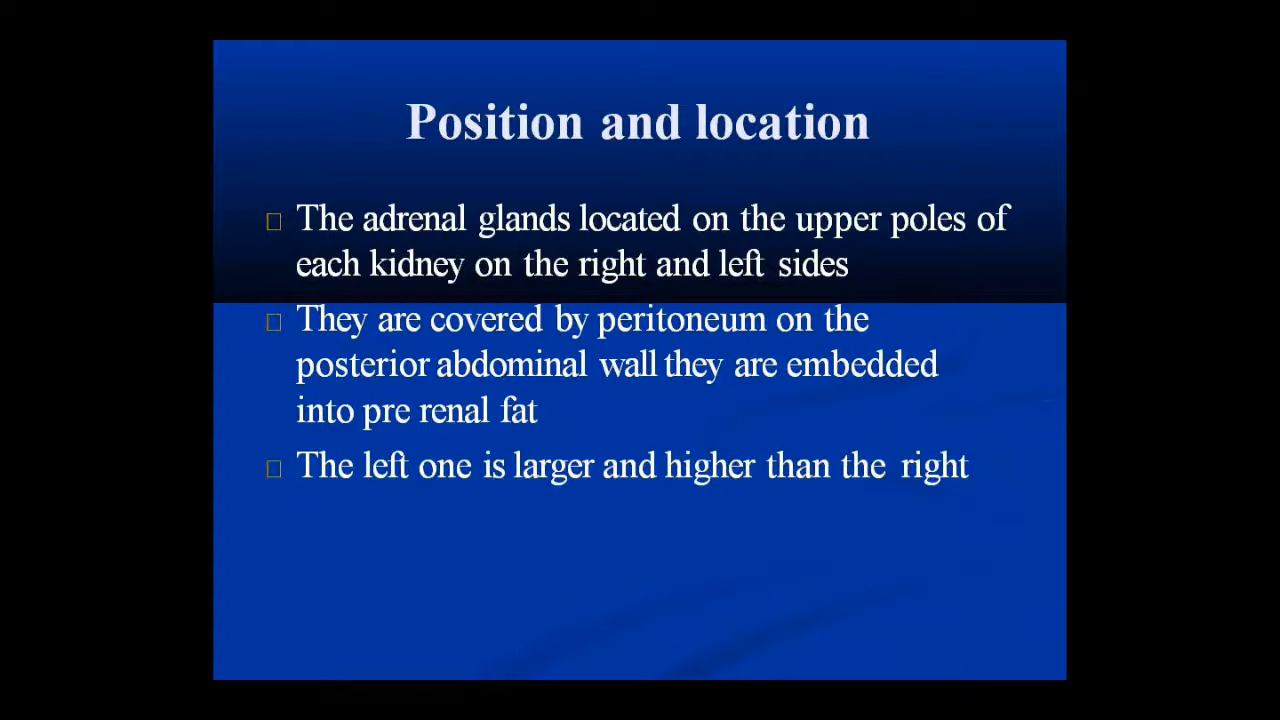 Position and location
The adrenal glands located on the upper poles of
each kidney on the right and left sides
They are covered by peritoneum on the
posterior abdominal wall they are embedded
into pre renal fat
The left one is larger and higher than the right